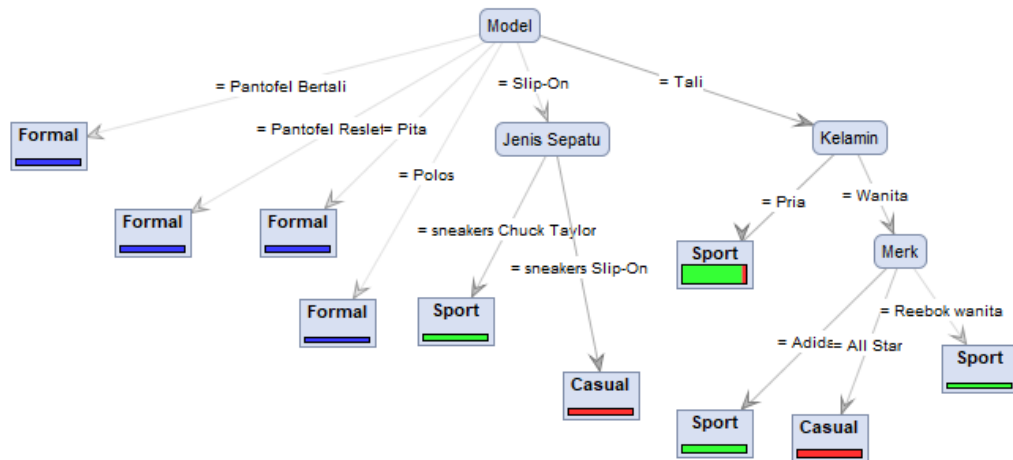 Model
= Slip-On
= Tali
= Pantofel Bertali
= Pantofel Reslet
= Pita
Formal
Jenis Sepatu
Kelamin
= Polos
= Pria
= Wanita
Formal
Formal
= sneakers Chuck Taylor
Sport
Merk
= sneakers Slip-On
Formal
Sport
= Reebok wanita
= Adida
= All Star
Sport
Casual
Sport
Casual